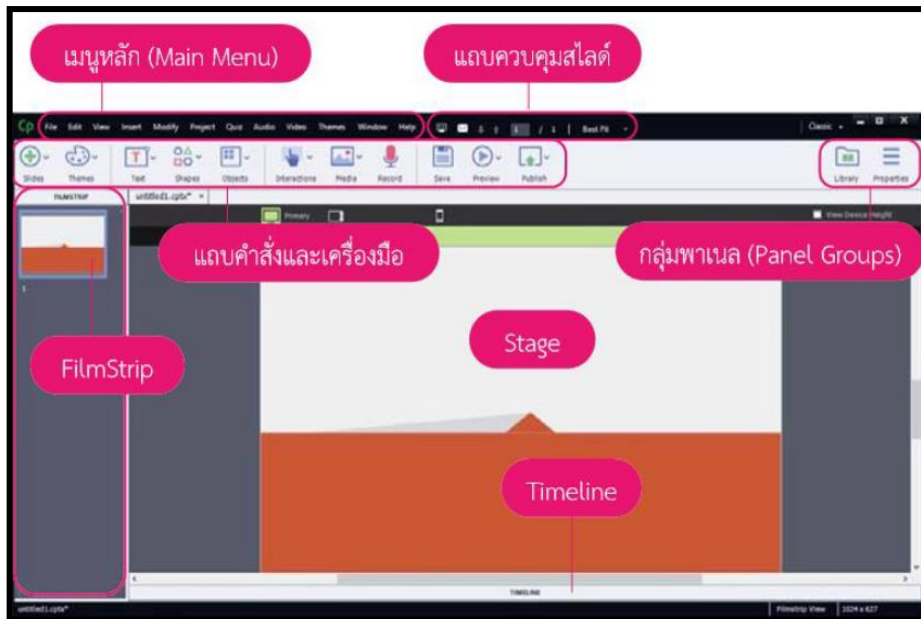 เมนูหลัก (Main Menu)
แถบควบคุมสไลด์
Cp File Edit View Insert Modify Project Quiz Audio Video Themes Window Help 1 / 1 Best Fit Classic
Slides Themes Text Shapes Objects Interactions Media Record Save Preview Publish Library Properties
FILMSTRIP untitled1.cptx*
Primary View Device Height
แถบคำสั่งและเครื่องมือ
กลุ่มพาเนล (Panel Groups)
1
Stage
FilmStrip
Timeline
TIMELINE
untitled1.cptx* Filmstrip View 1024 x 627